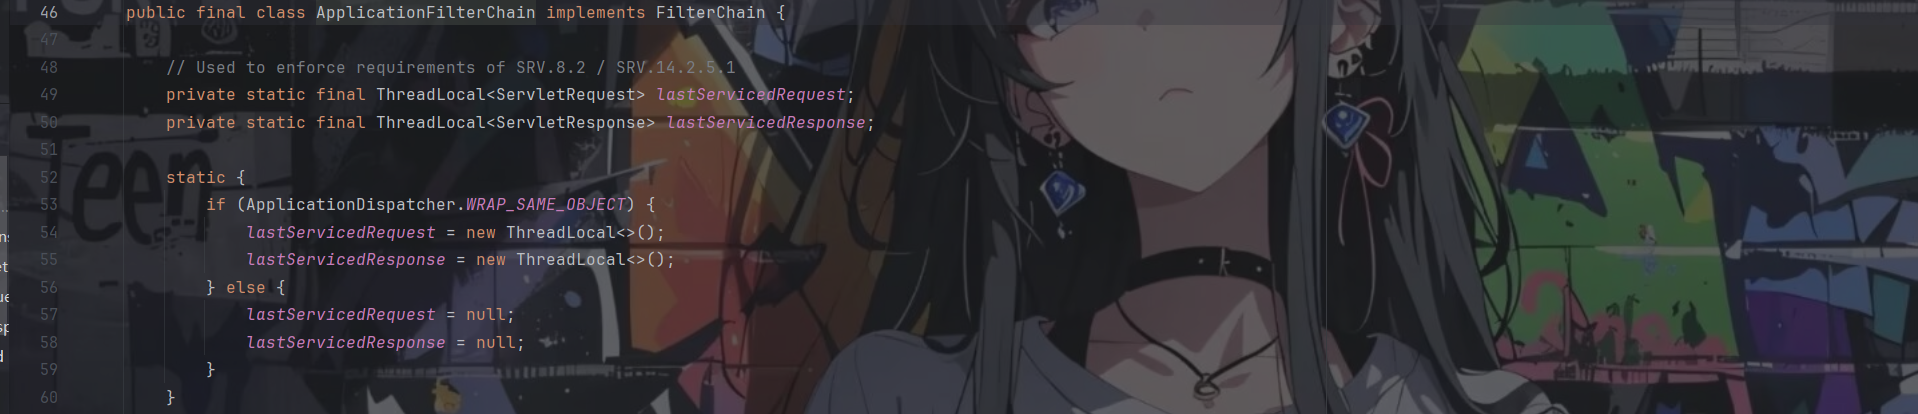 46 public final class ApplicationFilterChain implements FilterChain {
47
48 // Used to enforce requirements of SRV.8.2 / SRV.14.2.5.1
49 private static final ThreadLocal<ServletRequest> lastServicedRequest;
50 private static final ThreadLocal<ServletResponse> lastServicedResponse;
51
52 static {
53 if (ApplicationDispatcher.WRAP_SAME_OBJECT) {
54 lastServicedRequest = new ThreadLocal<>();
55 lastServicedResponse = new ThreadLocal<>();
56 } else {
57 lastServicedRequest = null;
58 lastServicedResponse = null;
59 }
60 }
Teen